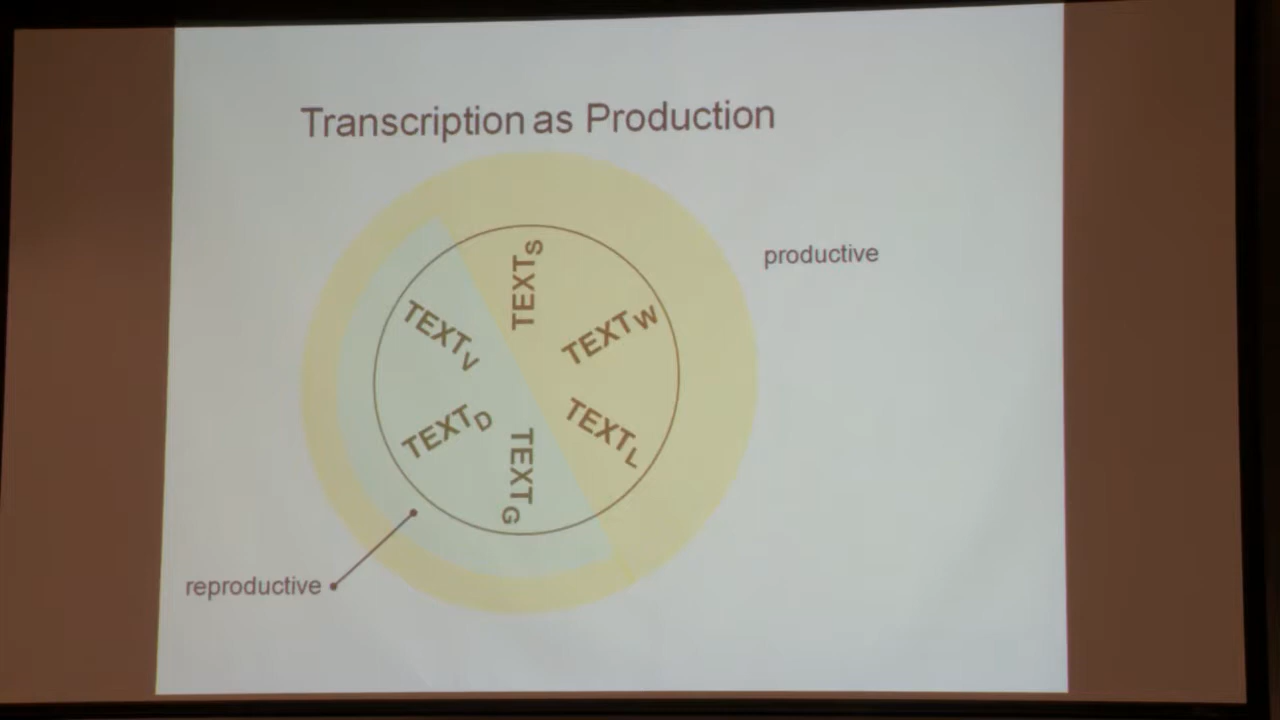 Transcription as Production
productive
TEXTS
TEXTW
TEXTL
TEXTG
TEXTD
TEXTV
reproductive